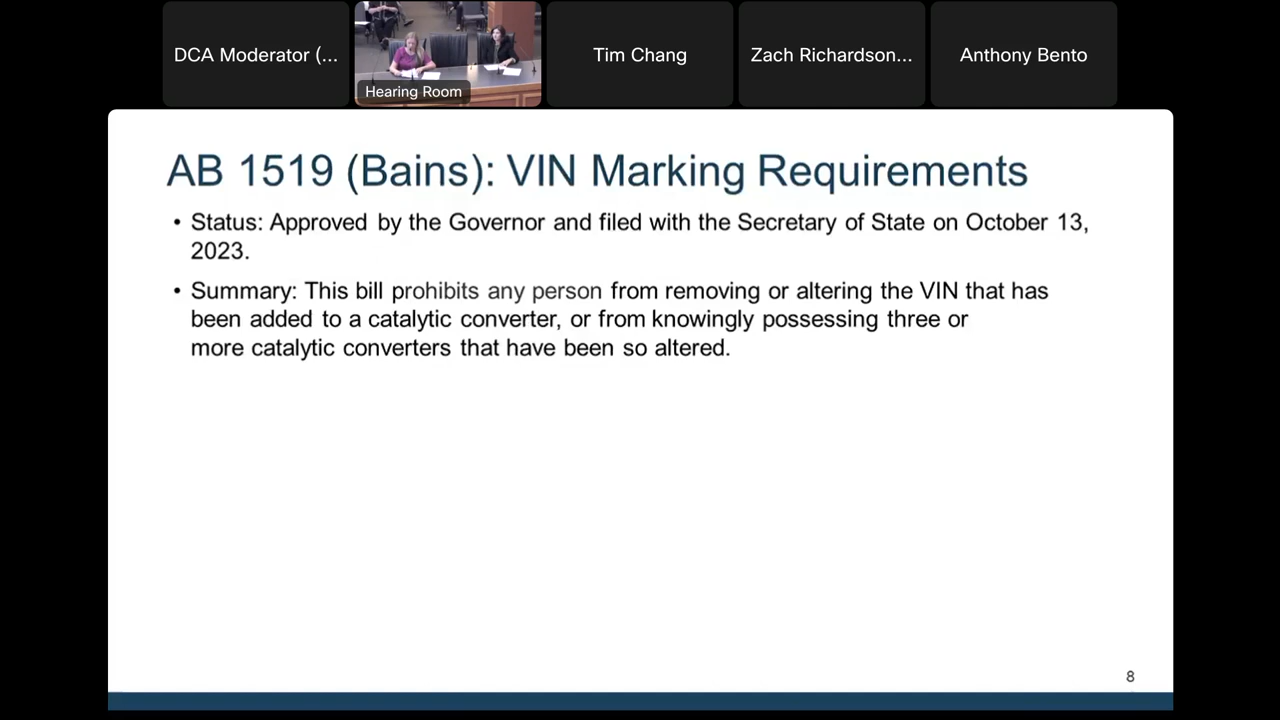 DCA Moderator (...
Hearing Room
Tim Chang
Zach Richardson...
Anthony Bento
AB 1519 (Bains): VIN Marking Requirements
• Status: Approved by the Governor and filed with the Secretary of State on October 13,
2023.
• Summary: This bill prohibits any person from removing or altering the VIN that has
been added to a catalytic converter, or from knowingly possessing three or
more catalytic converters that have been so altered.
8